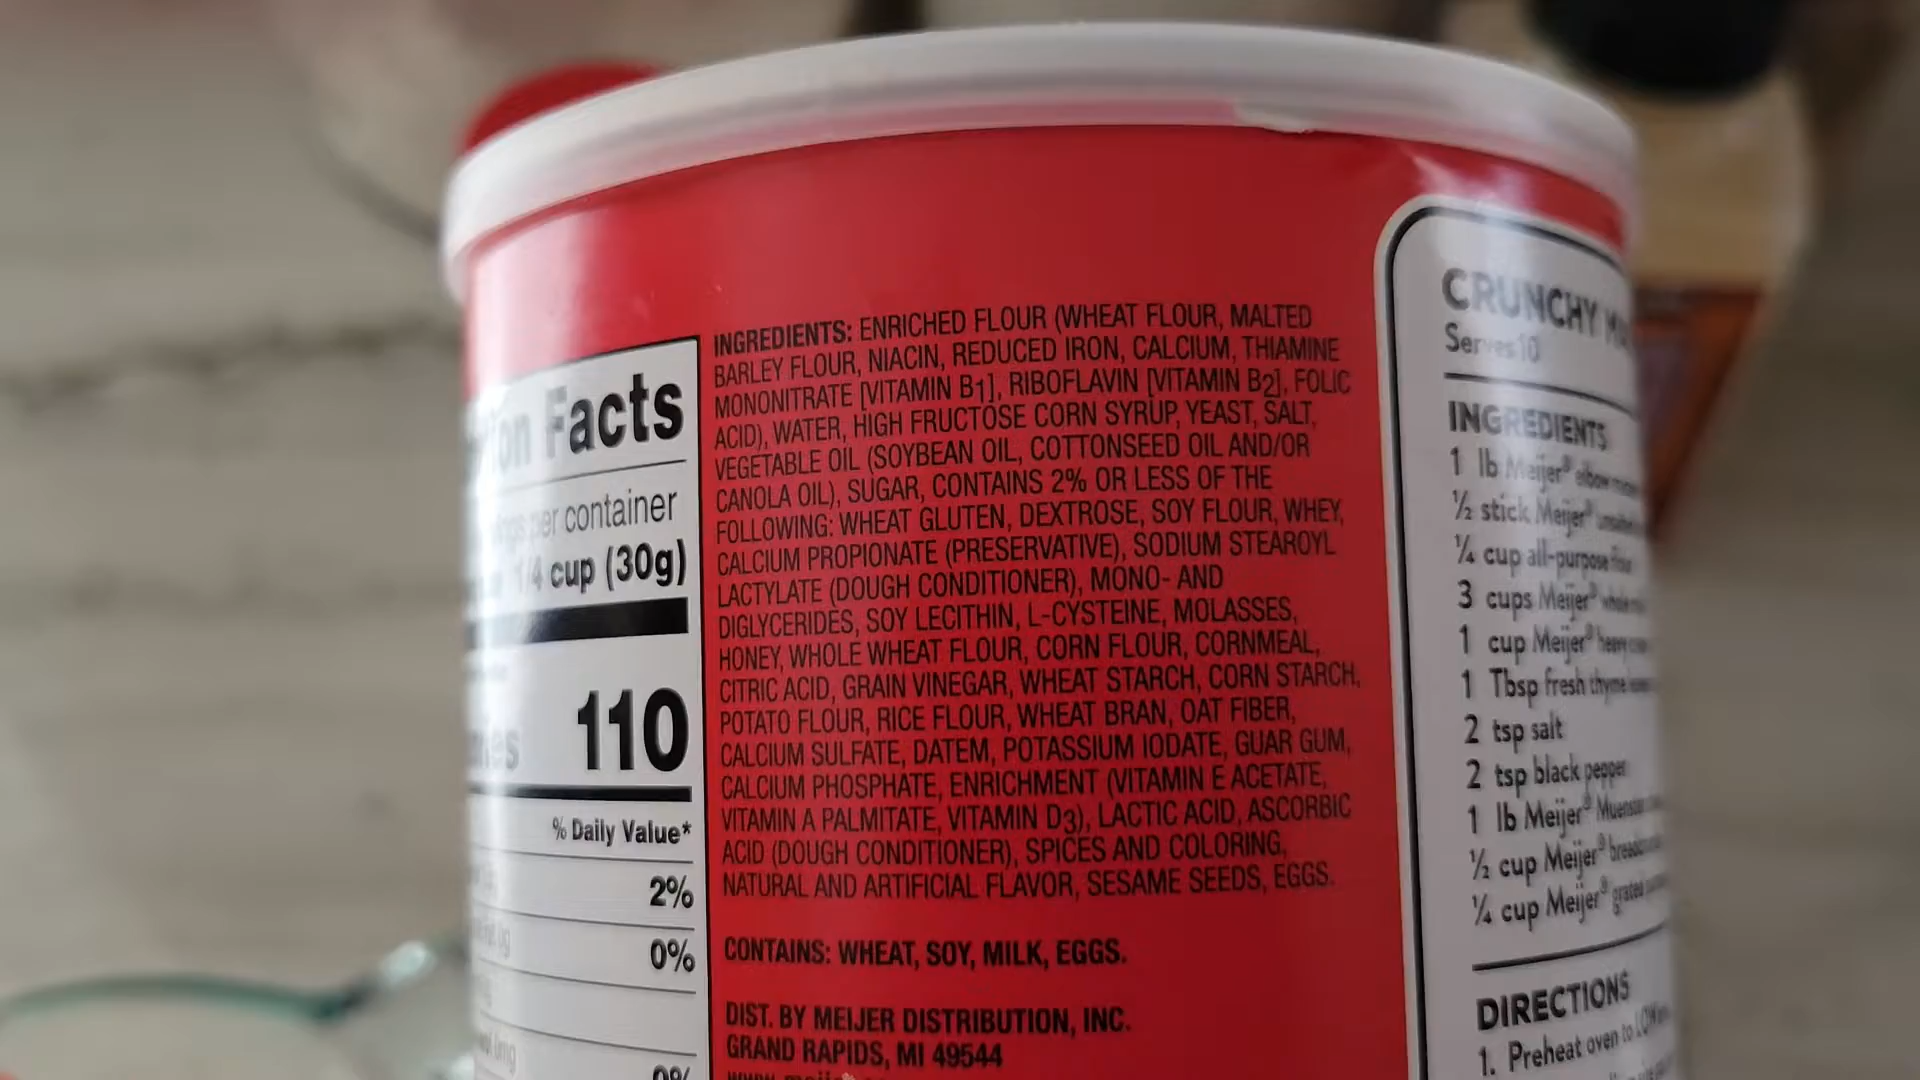 Facts
per container
1/4 cup (30g)
110
% Daily Value*
2%
0%
0%
INGREDIENTS: ENRICHED FLOUR (WHEAT FLOUR, MALTED
BARLEY FLOUR, NIACIN, REDUCED IRON, CALCIUM, THIAMINE
MONONITRATE [VITAMIN B1], RIBOFLAVIN [VITAMIN B2], FOLIC
ACID), WATER, HIGH FRUCTOSE CORN SYRUP, YEAST, SALT,
VEGETABLE OIL (SOYBEAN OIL, COTTONSEED OIL AND/OR
CANOLA OIL), SUGAR, CONTAINS 2% OR LESS OF THE
FOLLOWING: WHEAT GLUTEN, DEXTROSE, SOY FLOUR, WHEY,
CALCIUM PROPIONATE (PRESERVATIVE), SODIUM STEAROYL
LACTYLATE (DOUGH CONDITIONER), MONO- AND
DIGLYCERIDES, SOY LECITHIN, L-CYSTEINE, MOLASSES,
HONEY, WHOLE WHEAT FLOUR, CORN FLOUR, CORNMEAL,
CITRIC ACID, GRAIN VINEGAR, WHEAT STARCH, CORN STARCH,
POTATO FLOUR, RICE FLOUR, WHEAT BRAN, OAT FIBER,
CALCIUM SULFATE, DATEM, POTASSIUM IODATE, GUAR GUM,
CALCIUM PHOSPHATE, ENRICHMENT (VITAMIN E ACETATE,
VITAMIN A PALMITATE, VITAMIN D3), LACTIC ACID, ASCORBIC
ACID (DOUGH CONDITIONER), SPICES AND COLORING,
NATURAL AND ARTIFICIAL FLAVOR, SESAME SEEDS, EGGS.
CONTAINS: WHEAT, SOY, MILK, EGGS.
DIST. BY MEIJER DISTRIBUTION, INC.
GRAND RAPIDS, MI 49544
CRUNCHY
Serves 10
INGREDIENTS
1 lb Meijer® elbow
½ stick Meijer®
¼ cup all-purpose flour
3 cups Meijer® whole
1 cup Meijer® heavy
1 Tbsp fresh thyme
2 tsp salt
2 tsp black pepper
1 lb Meijer® Muenster
½ cup Meijer®
¼ cup Meijer® grated
DIRECTIONS
1. Preheat oven to LOW